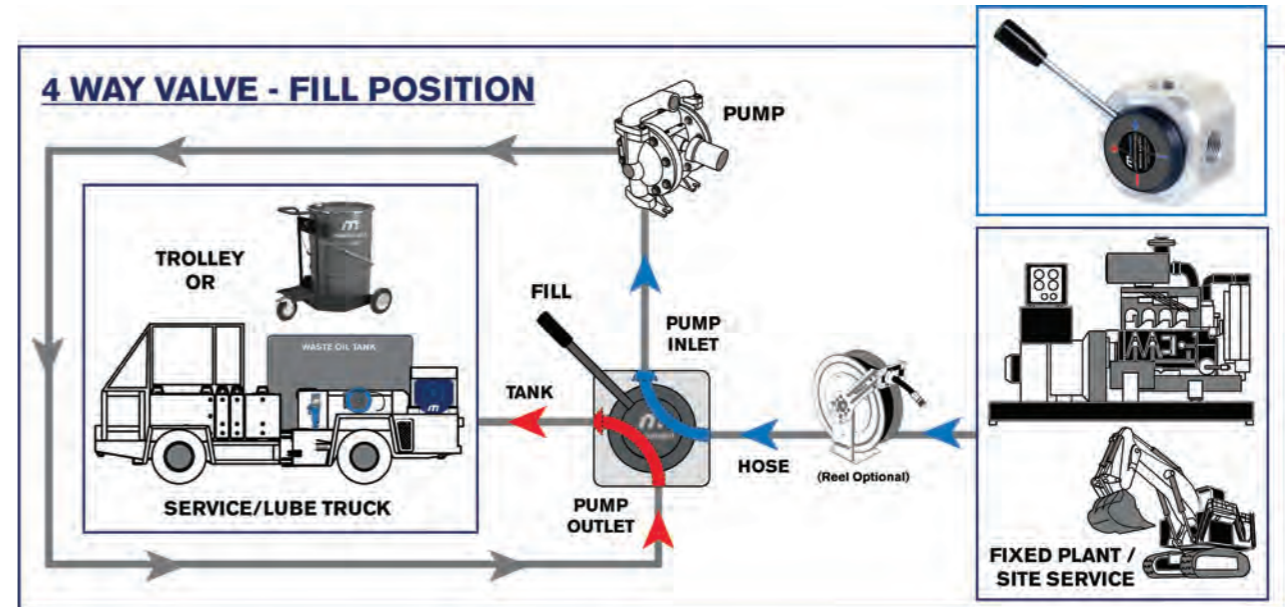 4 WAY VALVE - FILL POSITION
PUMP
TROLLEY
OR
FILL
PUMP
INLET
WASTE OIL TANK
TANK
HOSE
(Reel Optional)
SERVICE/LUBE TRUCK
PUMP
OUTLET
FIXED PLANT /
SITE SERVICE